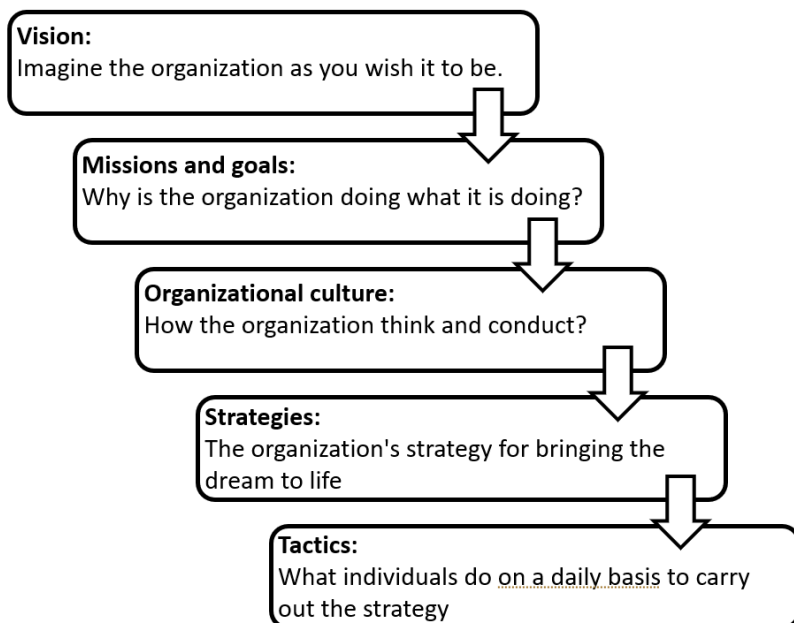 Vision:
Imagine the organization as you wish it to be.
Missions and goals:
Why is the organization doing what it is doing?
Organizational culture:
How the organization think and conduct?
Strategies:
The organization's strategy for bringing the
dream to life
Tactics:
What individuals do on a daily basis to carry
out the strategy